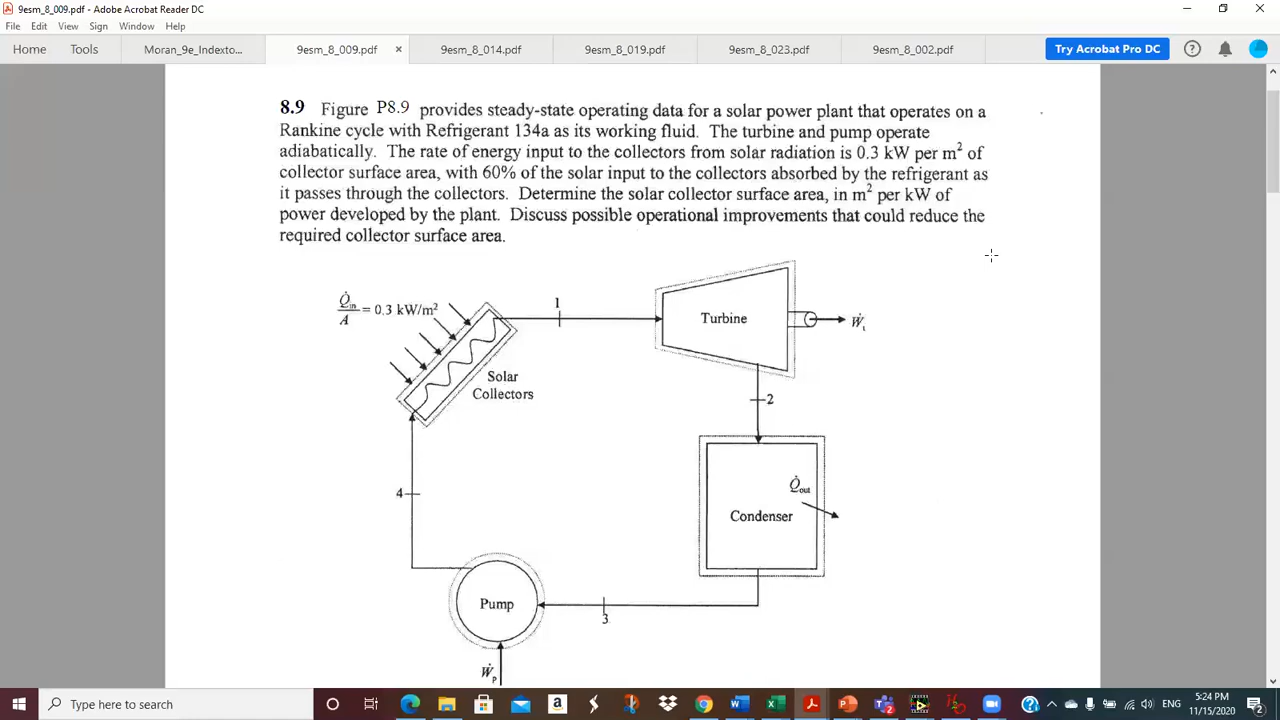 9esm_8_009.pdf - Adobe Acrobat Reader DC
File Edit View Sign Window Help
Home Tools Moran_9e_Indexto... 9esm_8_009.pdf × 9esm_8_014.pdf 9esm_8_019.pdf 9esm_8_023.pdf 9esm_8_002.pdf Try Acrobat Pro DC
8.9 Figure P8.9 provides steady-state operating data for a solar power plant that operates on a
Rankine cycle with Refrigerant 134a as its working fluid. The turbine and pump operate
adiabatically. The rate of energy input to the collectors from solar radiation is 0.3 kW per m² of
collector surface area, with 60% of the solar input to the collectors absorbed by the refrigerant as
it passes through the collectors. Determine the solar collector surface area, in m² per kW of
power developed by the plant. Discuss possible operational improvements that could reduce the
required collector surface area.
Q̇in/A = 0.3 kW/m²
1
Turbine
Ẇt
Solar
Collectors
2
Q̇out
4
Condenser
Pump
3
Ẇp
Type here to search
ENG
5:24 PM
11/15/2020